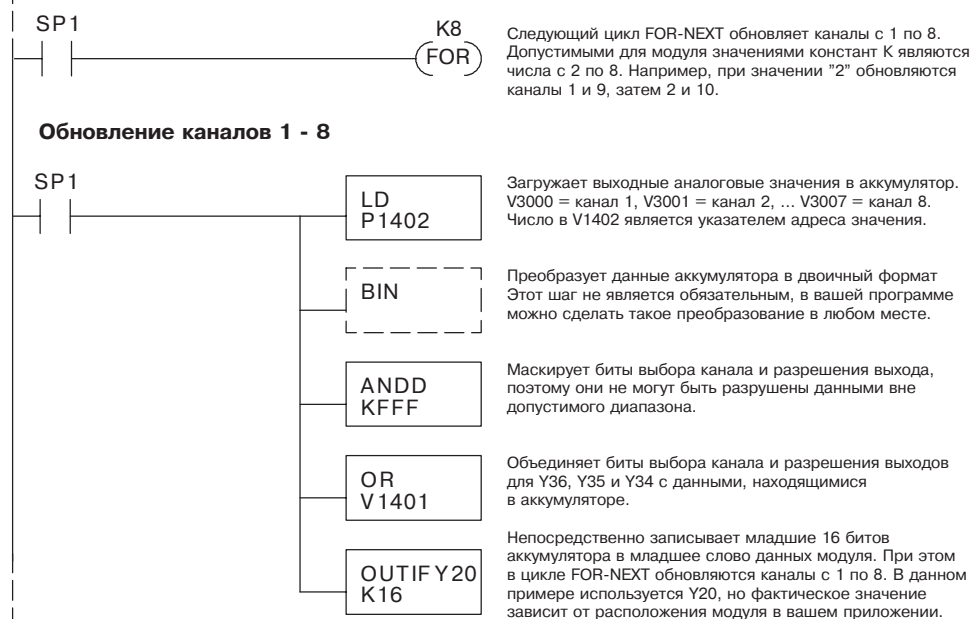 SP1
K8
FOR
Следующий цикл FOR-NEXT обновляет каналы с 1 по 8.
Допустимыми для модуля значениями констант К являются
числа с 2 по 8. Например, при значении ”2” обновляются
каналы 1 и 9, затем 2 и 10.
Обновление каналов 1 - 8
SP1
LD
P1402
Загружает выходные аналоговые значения в аккумулятор.
V3000 = канал 1, V3001 = канал 2, ... V3007 = канал 8.
Число в V1402 является указателем адреса значения.
BIN
Преобразует данные аккумулятора в двоичный формат
Этот шаг не является обязательным, в вашей программе
можно сделать такое преобразование в любом месте.
ANDD
KFFF
Маскирует биты выбора канала и разрешения выхода,
поэтому они не могут быть разрушены данными вне
допустимого диапазона.
OR
V1401
Объединяет биты выбора канала и разрешения выходов
для Y36, Y35 и Y34 с данными, находящимися
в аккумуляторе.
OUTIF Y20
K16
Непосредственно записывает младшие 16 битов
аккумулятора в младшее слово данных модуля. При этом
в цикле FOR-NEXT обновляются каналы с 1 по 8. В данном
примере используется Y20, но фактическое значение
зависит от расположения модуля в вашем приложении.